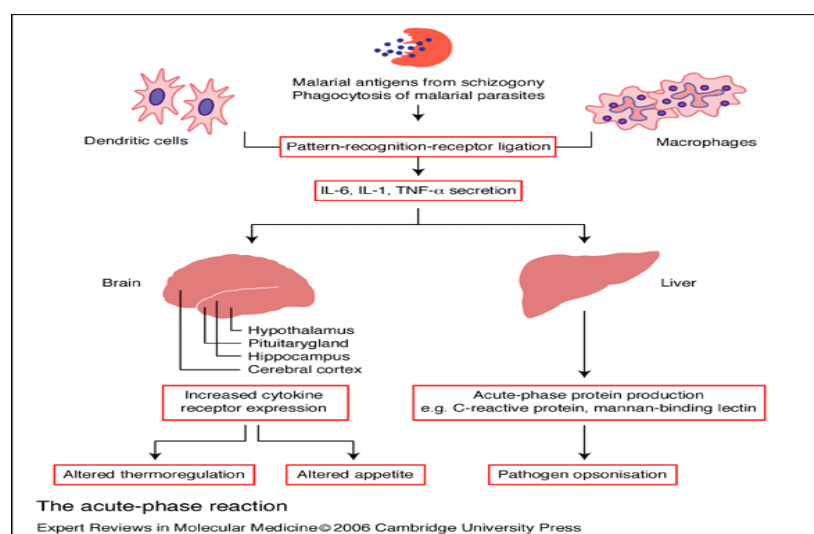 Malarial antigens from schizogony
Phagocytosis of malarial parasites
Dendritic cells
Macrophages
Pattern-recognition-receptor ligation
IL-6, IL-1, TNF-α secretion
Brain
Liver
Hypothalamus
Pituitarygland
Hippocampus
Cerebral cortex
Increased cytokine
receptor expression
Acute-phase protein production
e.g. C-reactive protein, mannan-binding lectin
Altered thermoregulation
Altered appetite
Pathogen opsonisation
The acute-phase reaction
Expert Reviews in Molecular Medicine©2006 Cambridge University Press